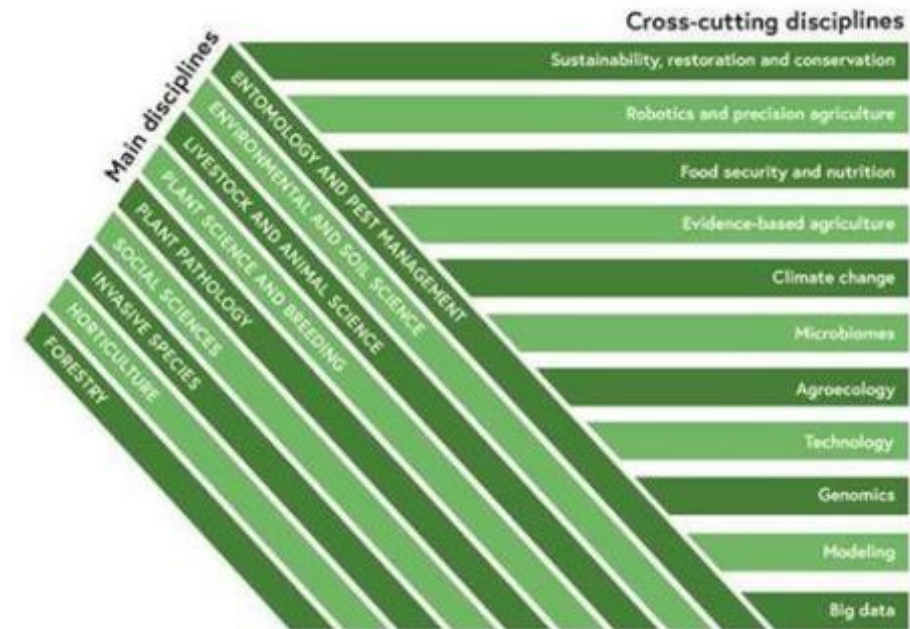 Cross-cutting disciplines
Main disciplines
ENTOMOLOGY AND PEST MANAGEMENT
ENVIRONMENTAL AND SOIL SCIENCE
LIVESTOCK AND ANIMAL SCIENCE
PLANT SCIENCE AND BREEDING
PLANT PATHOLOGY
SOCIAL SCIENCES
INVASIVE SPECIES
HORTICULTURE
FORESTRY
Sustainability, restoration and conservation
Robotics and precision agriculture
Food security and nutrition
Evidence-based agriculture
Climate change
Microbiomes
Agroecology
Technology
Genomics
Modeling
Big data